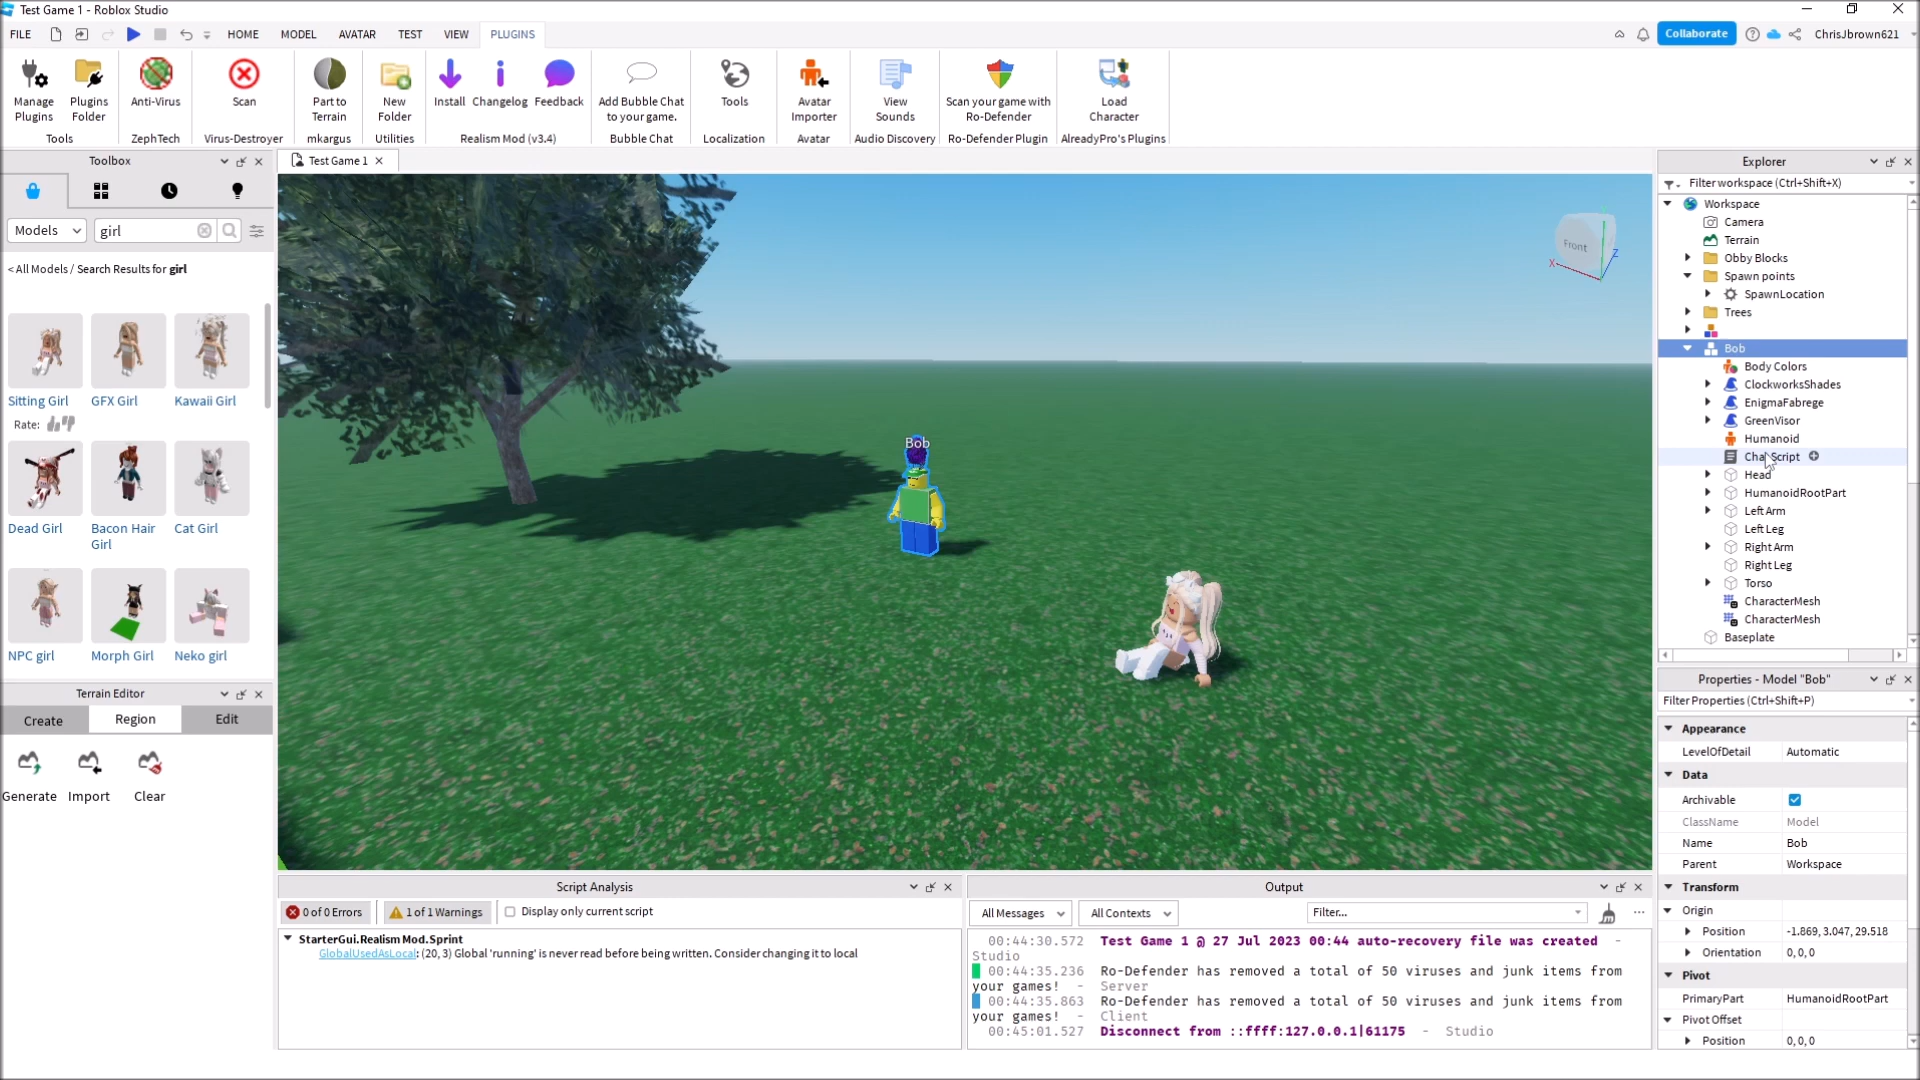 Test Game 1 - Roblox Studio
FILE
HOME
MODEL
AVATAR
TEST
VIEW
PLUGINS
Collaborate
ChrisJbrown621
Manage Plugins
Plugins Folder
Tools
Anti-Virus
ZephTech
Scan
Virus-Destroyer
Part to Terrain
mkargus
New Folder
Utilities
Install
Changelog
Feedback
Realism Mod (v3.4)
Add Bubble Chat to your game.
Bubble Chat
Tools
Localization
Avatar Importer
Avatar
View Sounds
Audio Discovery
Scan your game with Ro-Defender
Ro-Defender Plugin
Load Character
AlreadyPro's Plugins
Toolbox
Models
girl
< All Models / Search Results for girl
Sitting Girl
GFX Girl
Kawaii Girl
Rate:
Dead Girl
Bacon Hair Girl
Cat Girl
NPC girl
Morph Girl
Neko girl
Terrain Editor
Create
Region
Edit
Generate
Import
Clear
Test Game 1
Bob
Front
X
Z
Script Analysis
0 of 0 Errors
1 of 1 Warnings
Display only current script
StarterGui.Realism Mod.Sprint
GlobalUsedAsLocal: (20, 3) Global 'running' is never read before being written. Consider changing it to local
Output
All Messages
All Contexts
Filter...
00:44:30.572 Test Game 1 @ 27 Jul 2023 00:44 auto-recovery file was created -
Studio
00:44:35.236 Ro-Defender has removed a total of 50 viruses and junk items from
your games! - Server
00:44:35.863 Ro-Defender has removed a total of 50 viruses and junk items from
your games! - Client
00:45:01.527 Disconnect from ::ffff:127.0.0.1|61175 - Studio
Explorer
Filter workspace (Ctrl+Shift+X)
Workspace
Camera
Terrain
Obby Blocks
Spawn points
SpawnLocation
Trees
Bob
Body Colors
ClockworksShades
EnigmaFabrege
GreenVisor
Humanoid
Script
Head
HumanoidRootPart
Left Arm
Left Leg
Right Arm
Right Leg
Torso
CharacterMesh
CharacterMesh
Baseplate
Properties - Model "Bob"
Filter Properties (Ctrl+Shift+P)
Appearance
LevelOfDetail Automatic
Data
Archivable
ClassName Model
Name Bob
Parent Workspace
Transform
Origin
Position -1.869, 3.047, 29.518
Orientation 0, 0, 0
Pivot
PrimaryPart HumanoidRootPart
Pivot Offset
Position 0, 0, 0